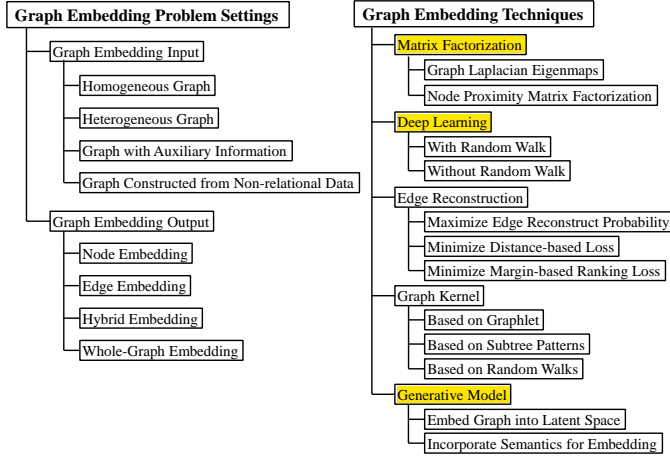 Graph Embedding Problem Settings
Graph Embedding Input
Homogeneous Graph
Heterogeneous Graph
Graph with Auxiliary Information
Graph Constructed from Non-relational Data
Graph Embedding Output
Node Embedding
Edge Embedding
Hybrid Embedding
Whole-Graph Embedding
Graph Embedding Techniques
Matrix Factorization
Graph Laplacian Eigenmaps
Node Proximity Matrix Factorization
Deep Learning
With Random Walk
Without Random Walk
Edge Reconstruction
Maximize Edge Reconstruct Probability
Minimize Distance-based Loss
Minimize Margin-based Ranking Loss
Graph Kernel
Based on Graphlet
Based on Subtree Patterns
Based on Random Walks
Generative Model
Embed Graph into Latent Space
Incorporate Semantics for Embedding